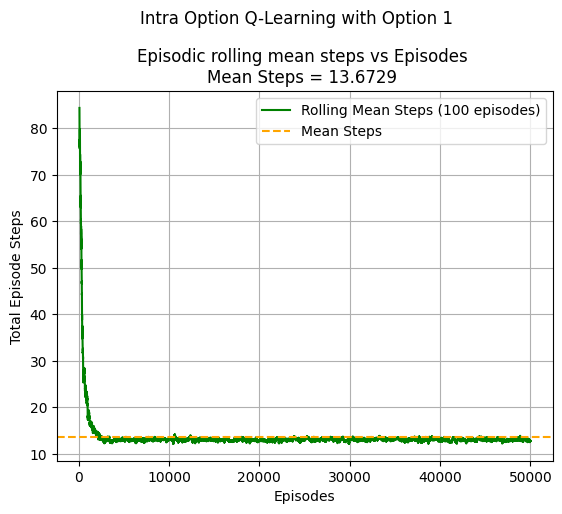 Intra Option Q-Learning with Option 1
Episodic rolling mean steps vs Episodes
Mean Steps = 13.6729
Rolling Mean Steps (100 episodes)
Mean Steps
Total Episode Steps
80
70
60
50
40
30
20
10
0 10000 20000 30000 40000 50000
Episodes